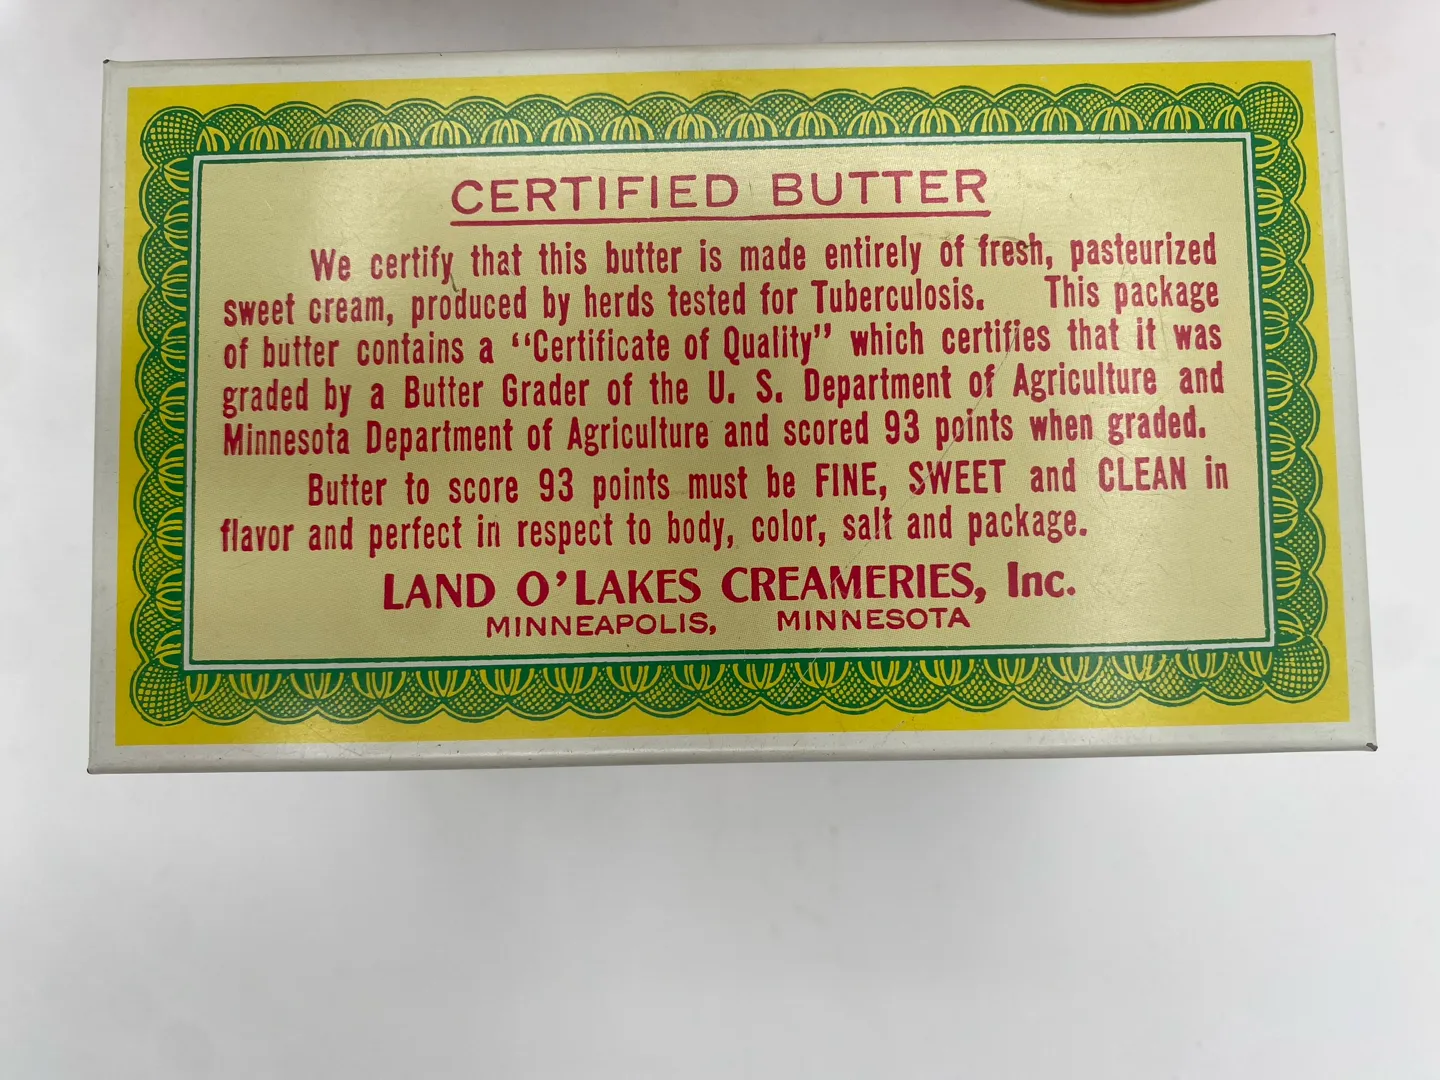 CERTIFIED BUTTER
We certify that this butter is made entirely of fresh, pasteurized
sweet cream, produced by herds tested for Tuberculosis. This package
of butter contains a “Certificate of Quality” which certifies that it was
graded by a Butter Grader of the U. S. Department of Agriculture and
Minnesota Department of Agriculture and scored 93 points when graded.
Butter to score 93 points must be FINE, SWEET and CLEAN in
flavor and perfect in respect to body, color, salt and package.
LAND O’LAKES CREAMERIES, Inc.
MINNEAPOLIS, MINNESOTA